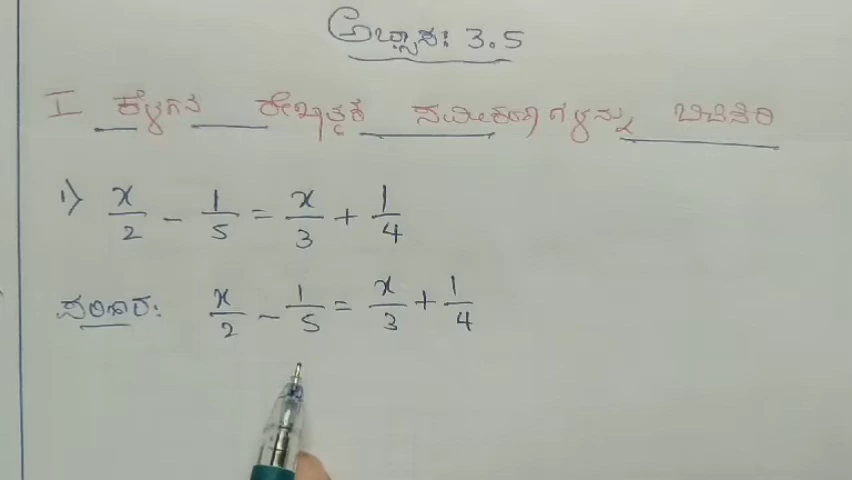 ಅಭ್ಯಾಸ: 3.5
I ಕೆಳಗಿನ ರೇಖಾತ್ಮಕ ಸಮೀಕರಣಗಳನ್ನು ಬಿಡಿಸಿರಿ
1) x/2 - 1/5 = x/3 + 1/4
ಪರಿಹಾರ: x/2 - 1/5 = x/3 + 1/4